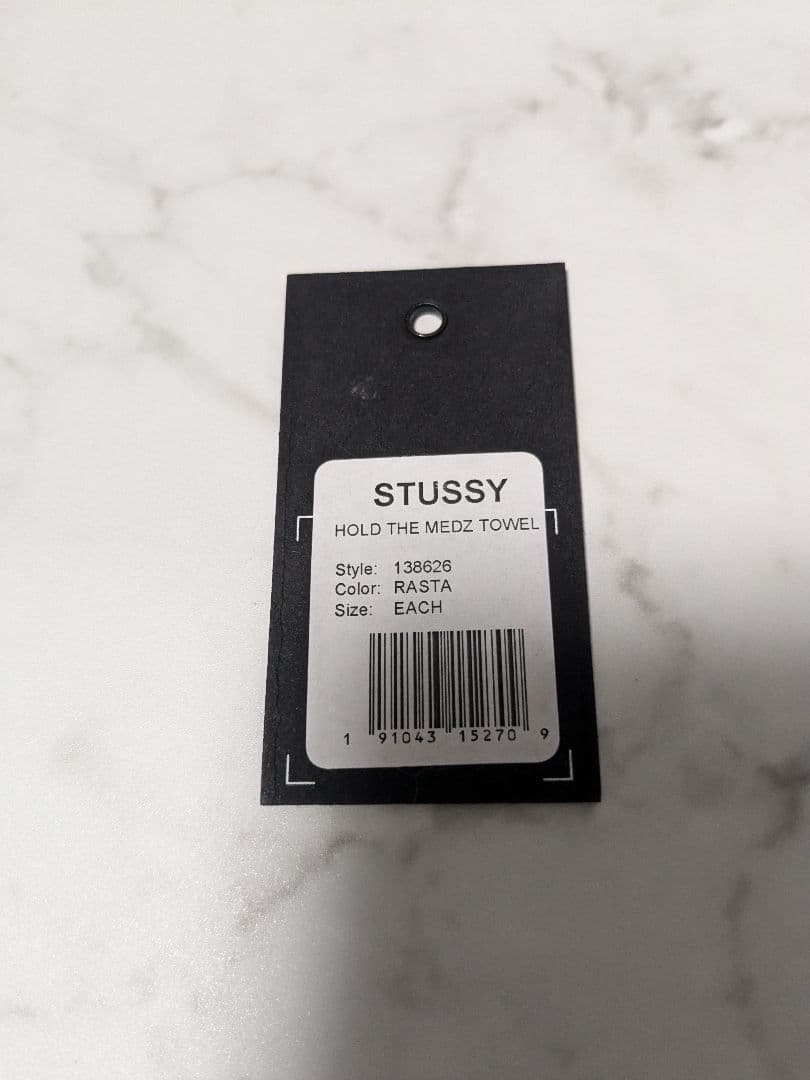 STUSSY
HOLD THE MEDZ TOWEL
Style: 138626
Color: RASTA
Size: EACH
1 91043 15270 9